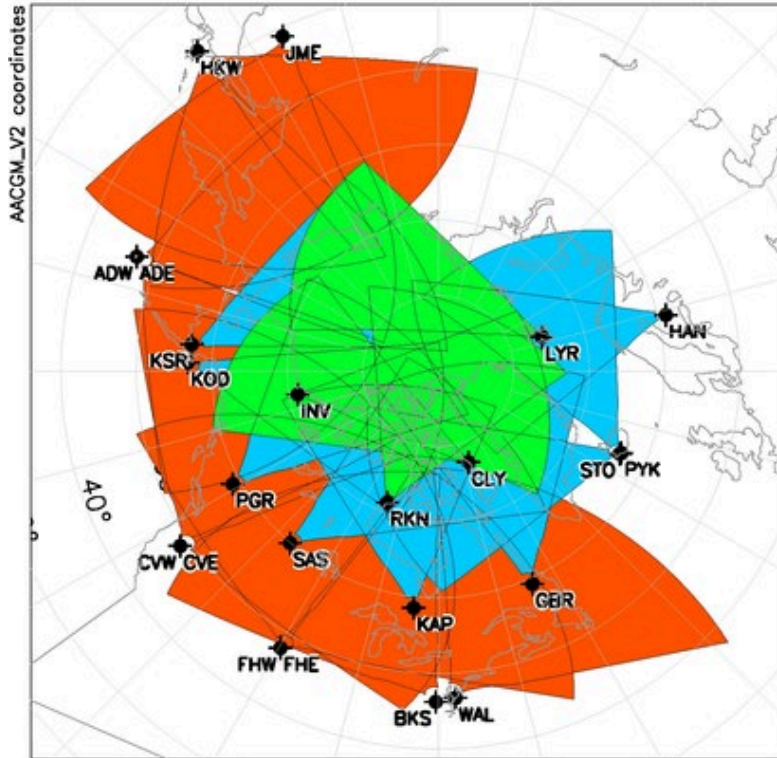 AACGM_V2 coordinates
JME
HKW
ADW ADE
HAN
KSR
LYR
KOD
INV
STO PYK
CLY
PGR
40°
RKN
CVW CVE
SAS
GBR
KAP
FHW FHE
BKS
WAL